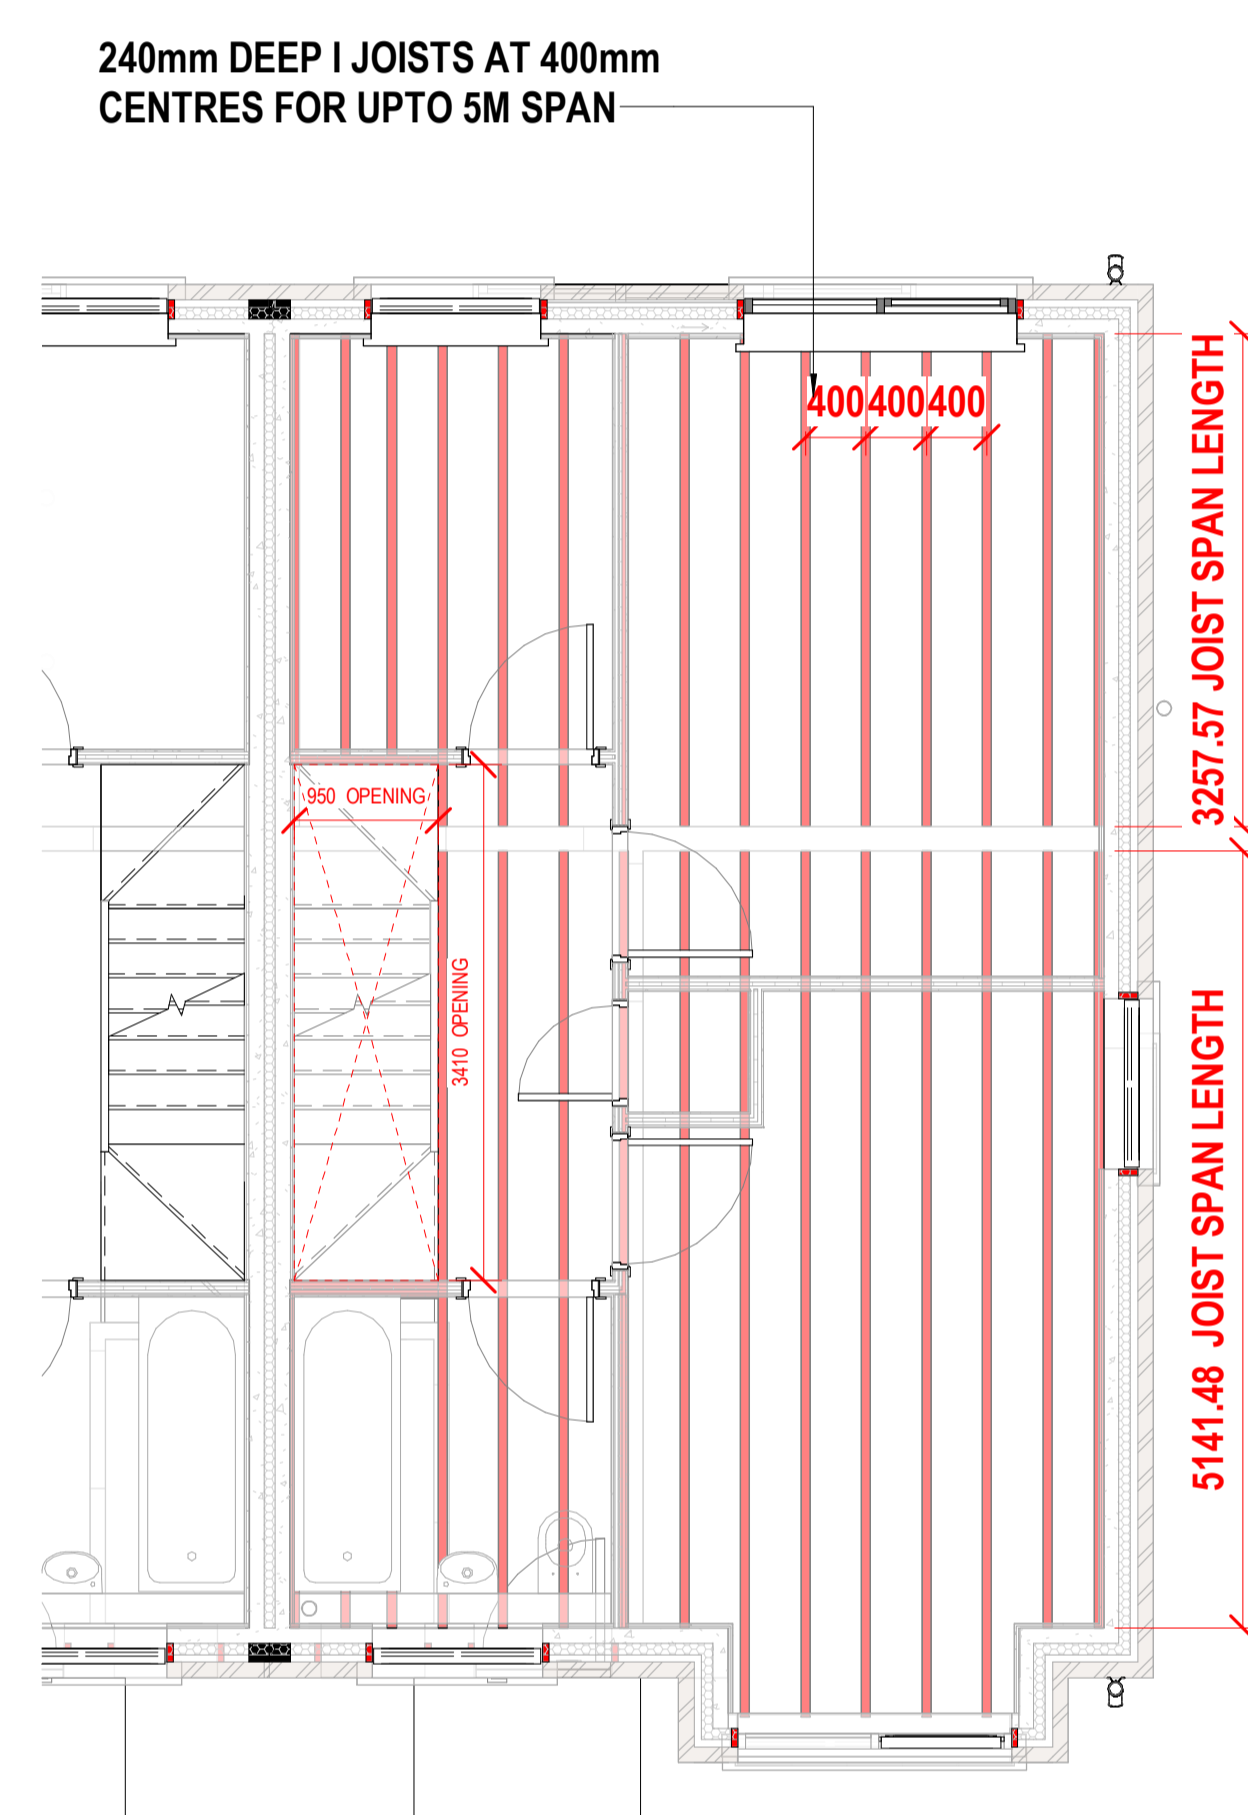 240mm DEEP I JOISTS AT 400mm
CENTRES FOR UPTO 5M SPAN
400 400 400
3257.57 JOIST SPAN LENGTH
950 OPENING
3410 OPENING
5141.48 JOIST SPAN LENGTH